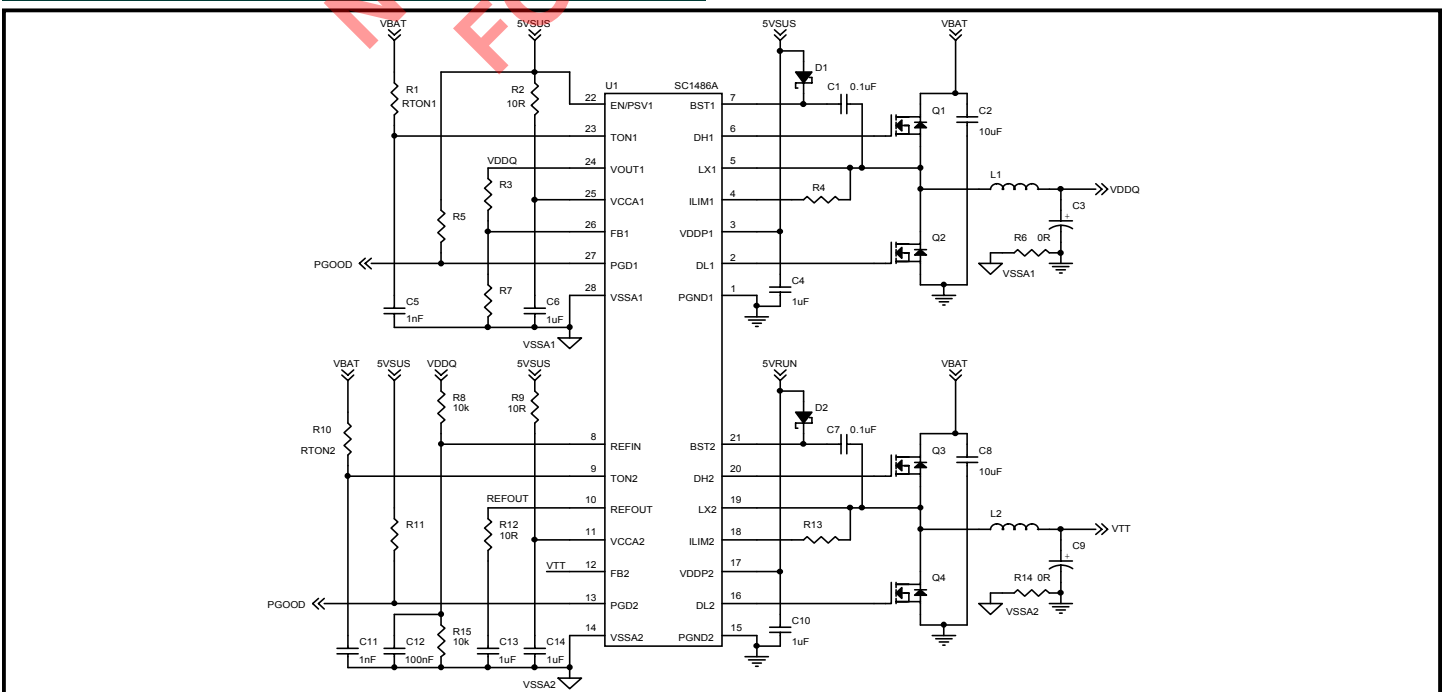 N
FO
VBAT 5VSUS 5VSUS VBAT
R1
RTON1
R2
10R
D1
C1 0.1uF
U1 SC1486A
22 EN/PSV1 BST1 7
23 TON1 DH1 6
VDDQ 24 VOUT1 LX1 5
25 VCCA1 ILIM1 4
26 FB1 VDDP1 3
27 PGD1 DL1 2
28 VSSA1 PGND1 1
Q1
C2
10uF
R3
R4
L1
VDDQ
C3
+
R5
R6 0R
VSSA1
Q2
PGOOD
R7
C4
1uF
C5
1nF
C6
1uF
VSSA1
VBAT 5VSUS VDDQ 5VSUS 5VRUN VBAT
R8
10k
R9
10R
D2
R10
RTON2
C7 0.1uF
8 REFIN BST2 21
9 TON2 DH2 20
REFOUT 10 REFOUT LX2 19
11 VCCA2 ILIM2 18
VTT 12 FB2 VDDP2 17
13 PGD2 DL2 16
14 VSSA2 PGND2 15
Q3
C8
10uF
R11
R12
10R
R13
L2
VTT
C9
+
R14 0R
VSSA2
Q4
PGOOD
C10
1uF
C11
1nF
C12
100nF
R15
10k
C13
1uF
C14
1uF
VSSA2